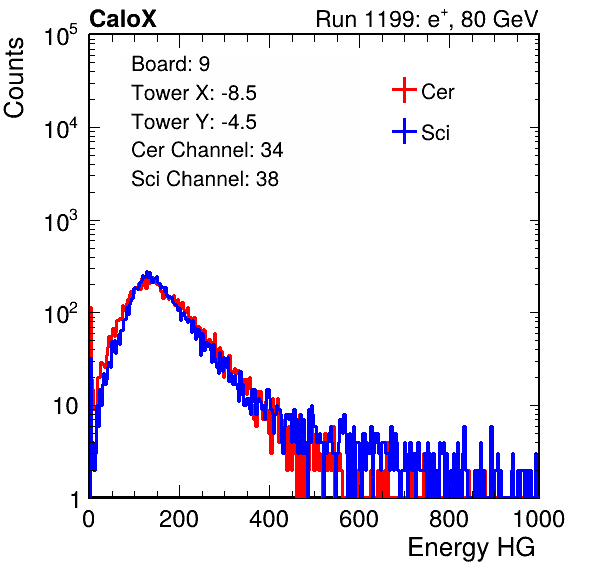 CaloX Run 1199: e⁺, 80 GeV
Counts
10⁵
10⁴
10³
10²
10
1
Board: 9
Tower X: -8.5
Tower Y: -4.5
Cer Channel: 34
Sci Channel: 38
Cer
Sci
0 200 400 600 800 1000
Energy HG